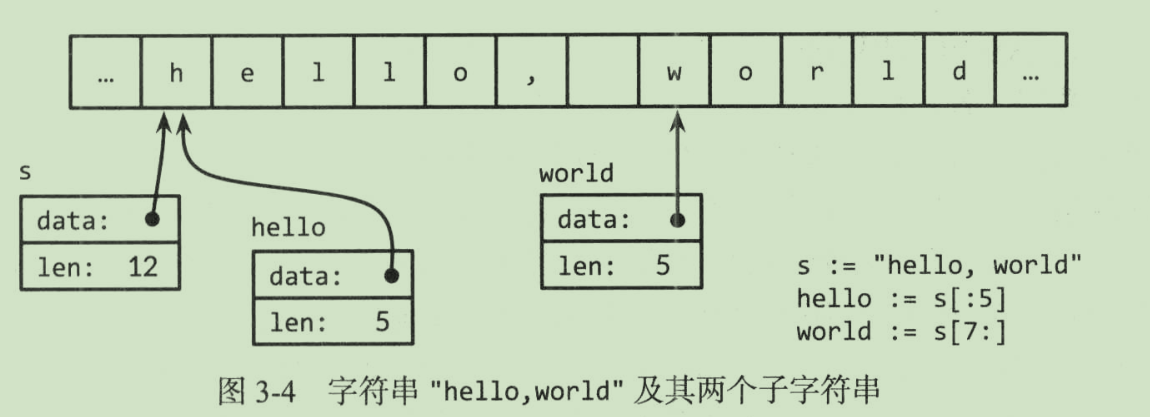 … h e l l o , w o r l d …
s
data:
len: 12
hello
data:
len: 5
world
data:
len: 5
s := "hello, world"
hello := s[:5]
world := s[7:]
图 3-4 字符串 "hello,world" 及其两个子字符串